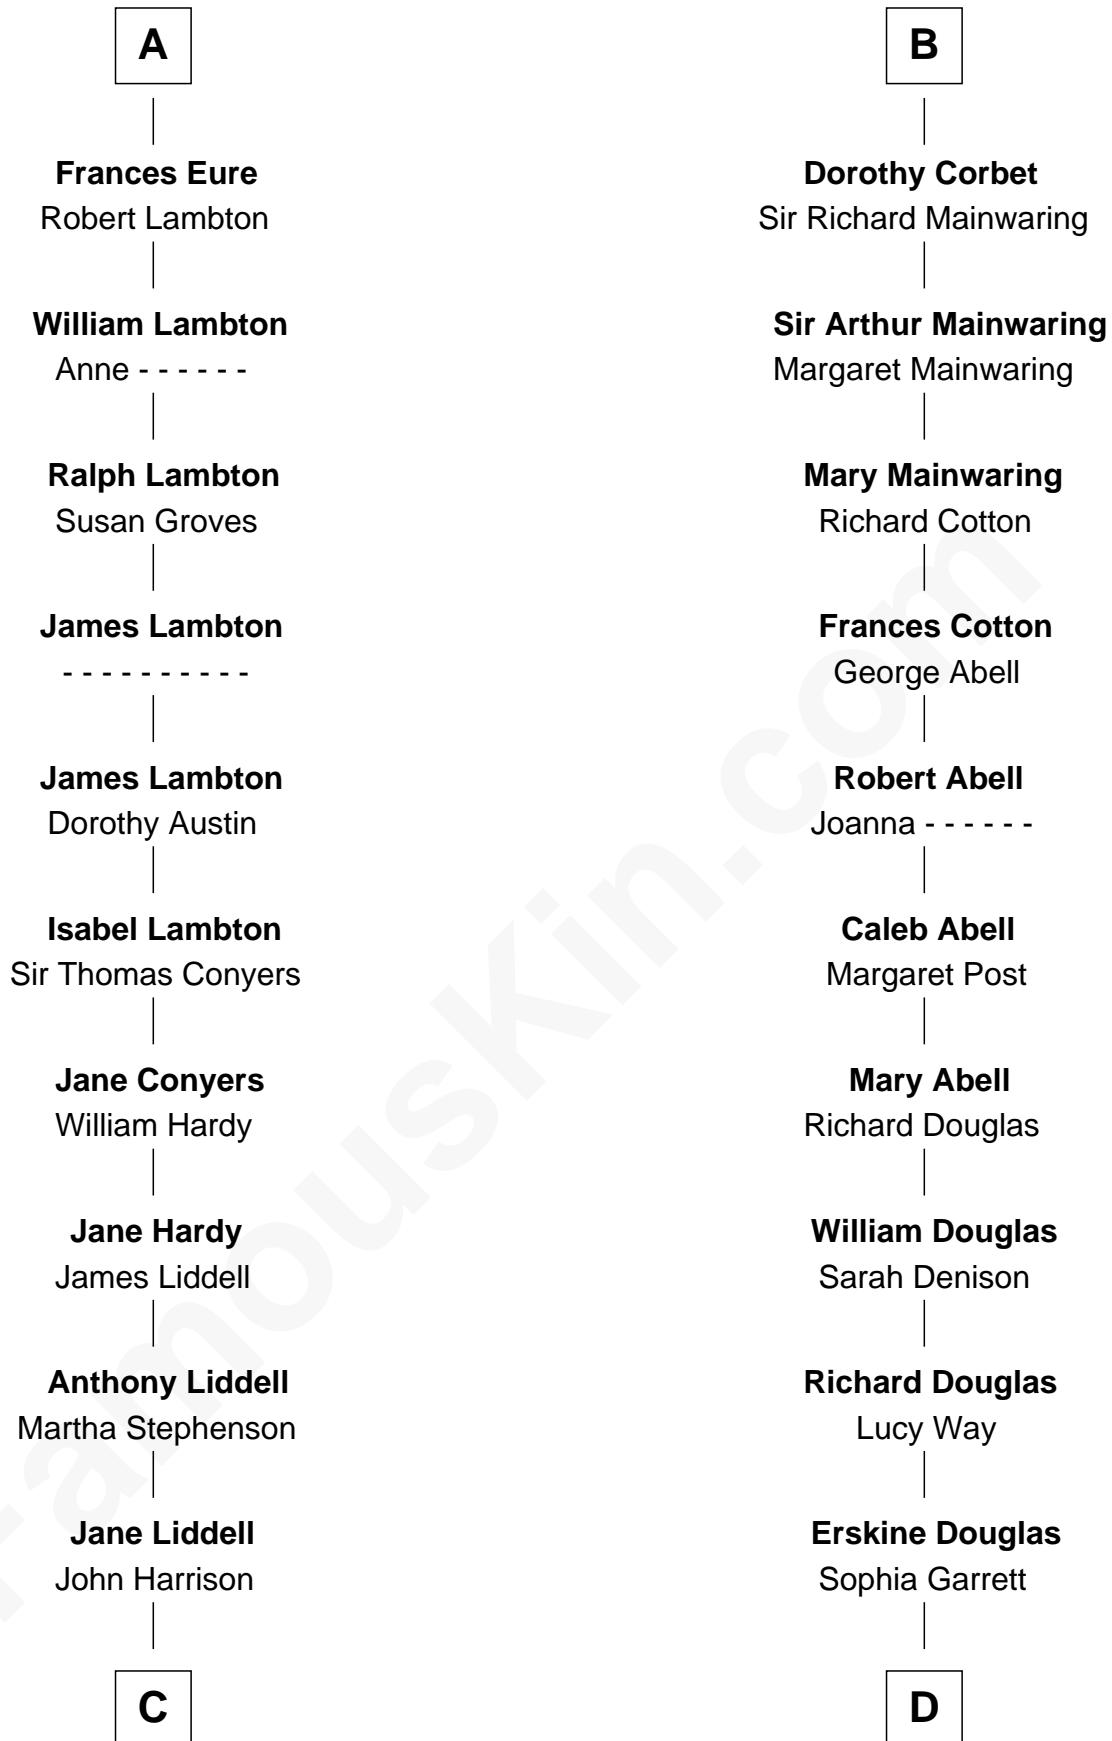 A
Frances Eure
Robert Lambton
William Lambton
Anne - - - - - -
Ralph Lambton
Susan Groves
James Lambton
- - - - - - - - - -
James Lambton
Dorothy Austin
Isabel Lambton
Sir Thomas Conyers
Jane Conyers
William Hardy
Jane Hardy
James Liddell
Anthony Liddell
Martha Stephenson
Jane Liddell
John Harrison
C
B
Dorothy Corbet
Sir Richard Mainwaring
Sir Arthur Mainwaring
Margaret Mainwaring
Mary Mainwaring
Richard Cotton
Frances Cotton
George Abell
Robert Abell
Joanna - - - - - -
Caleb Abell
Margaret Post
Mary Abell
Richard Douglas
William Douglas
Sarah Denison
Richard Douglas
Lucy Way
Erskine Douglas
Sophia Garrett
D
FamousKin.com